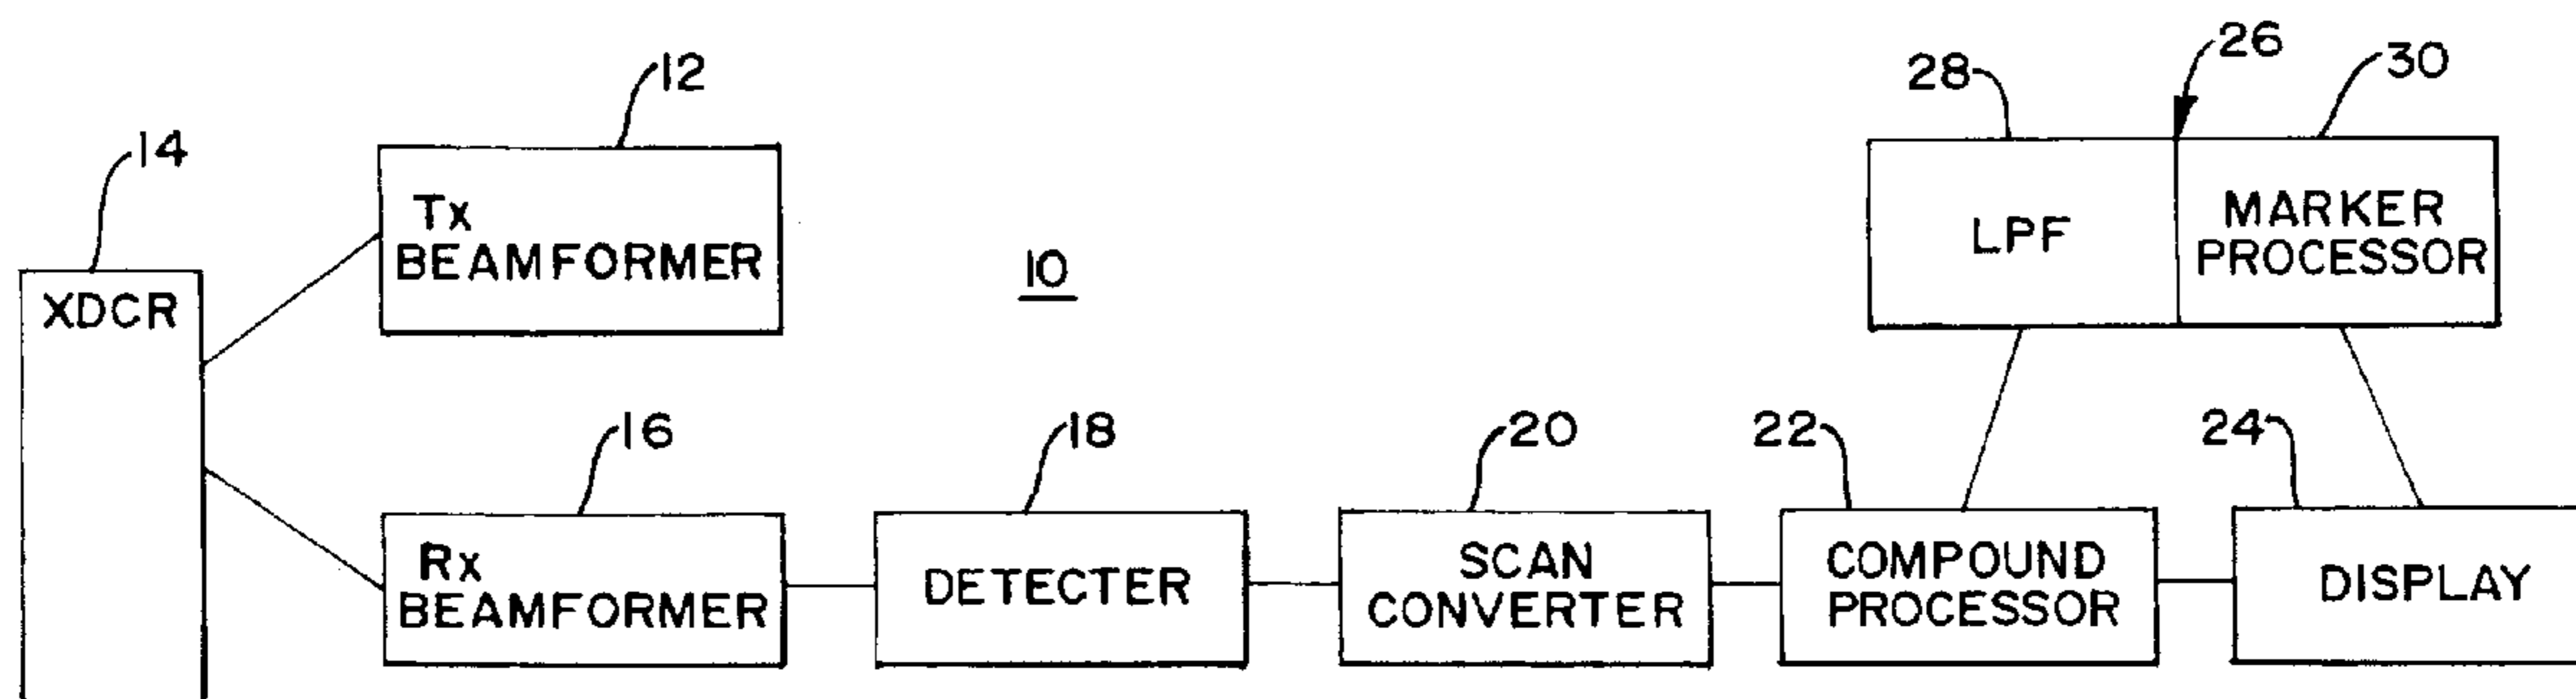 12
26
28
30
14
Tx
BEAMFORMER
LPF
MARKER
PROCESSOR
10
XDCR
16
18
20
22
24
Rx
BEAMFORMER
DETECTER
SCAN
CONVERTER
COMPOUND
PROCESSOR
DISPLAY